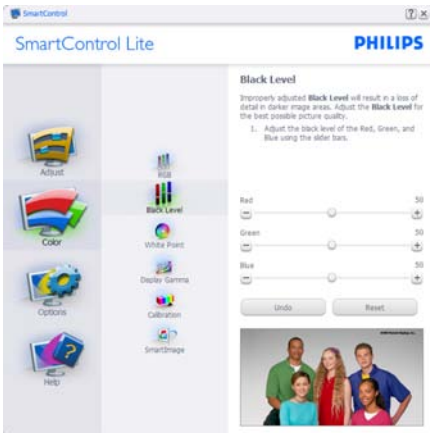 SmartControl
SmartControl Lite
PHILIPS
Adjust
Color
Options
Help
RGB
Black Level
White Point
Display Gamma
Calibration
SmartImage
Black Level
Improperly adjusted Black Level will result in a loss of
detail in darker image areas. Adjust the Black Level for
the best possible picture quality.
1. Adjust the black level of the Red, Green, and
Blue using the slider bars.
Red 50
Green 50
Blue 50
Undo Reset